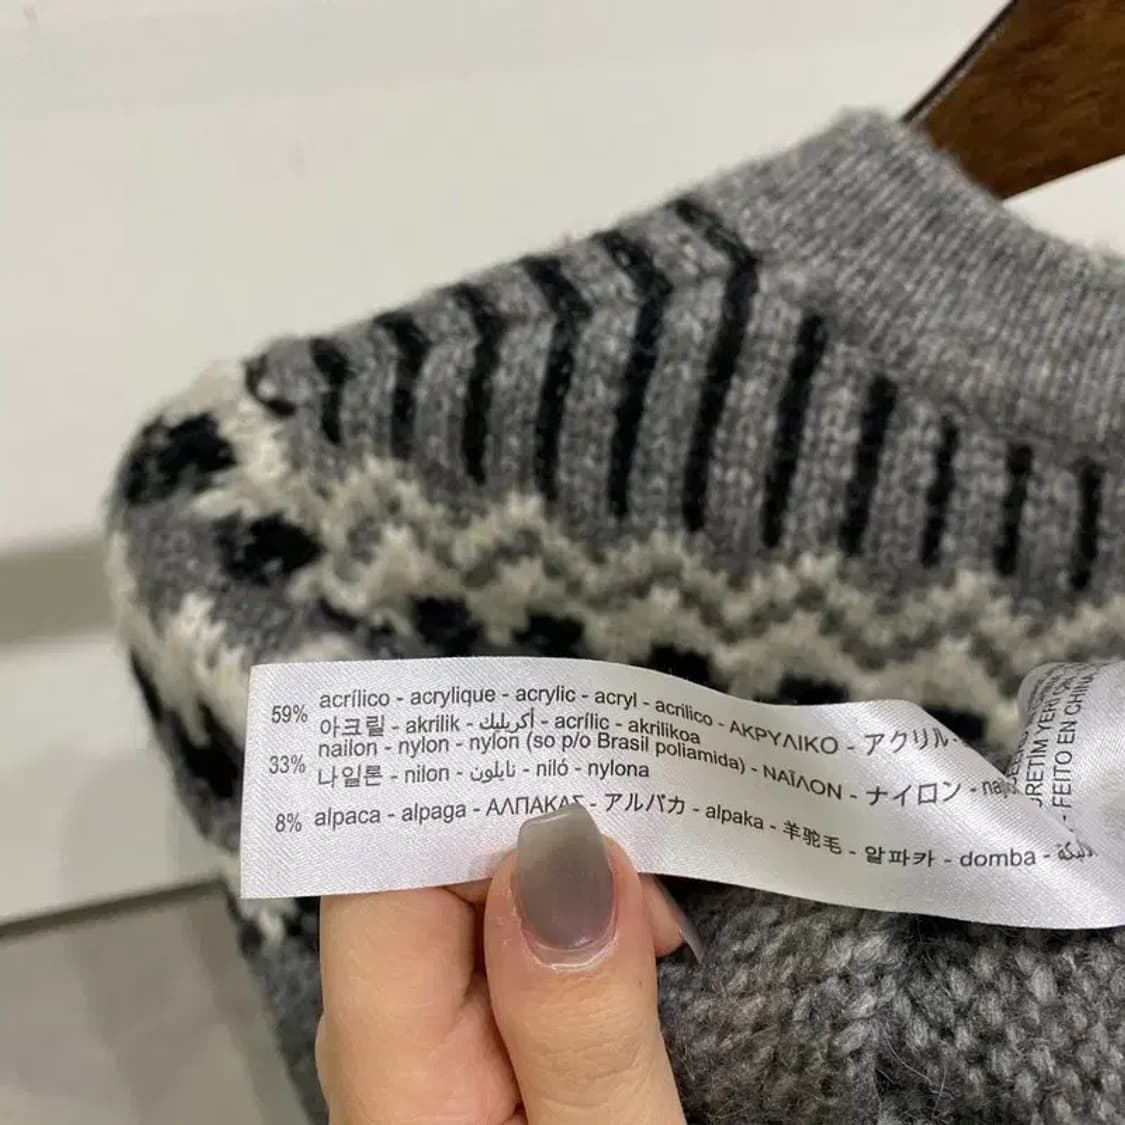 59% acrílico - acrylique - acrylic - acryl - acrilico - ΑΚΡΥΛΙΚΟ - アクリル -
아크릴 - akrilik - أكريليك - acrílic - akrilikoa
33% nailon - nylon - nylon (so p/o Brasil poliamida) - ΝΑΪΛΟΝ - ナイロン -
나일론 - nilon - نايلون - niló - nylona
8% alpaca - alpaga - ΑΛΠΑΚΑΣ - アルパカ - alpaka - 羊驼毛 - 알파카 - domba -
ÜRETİM YERİ
- FEITO EN CHINA